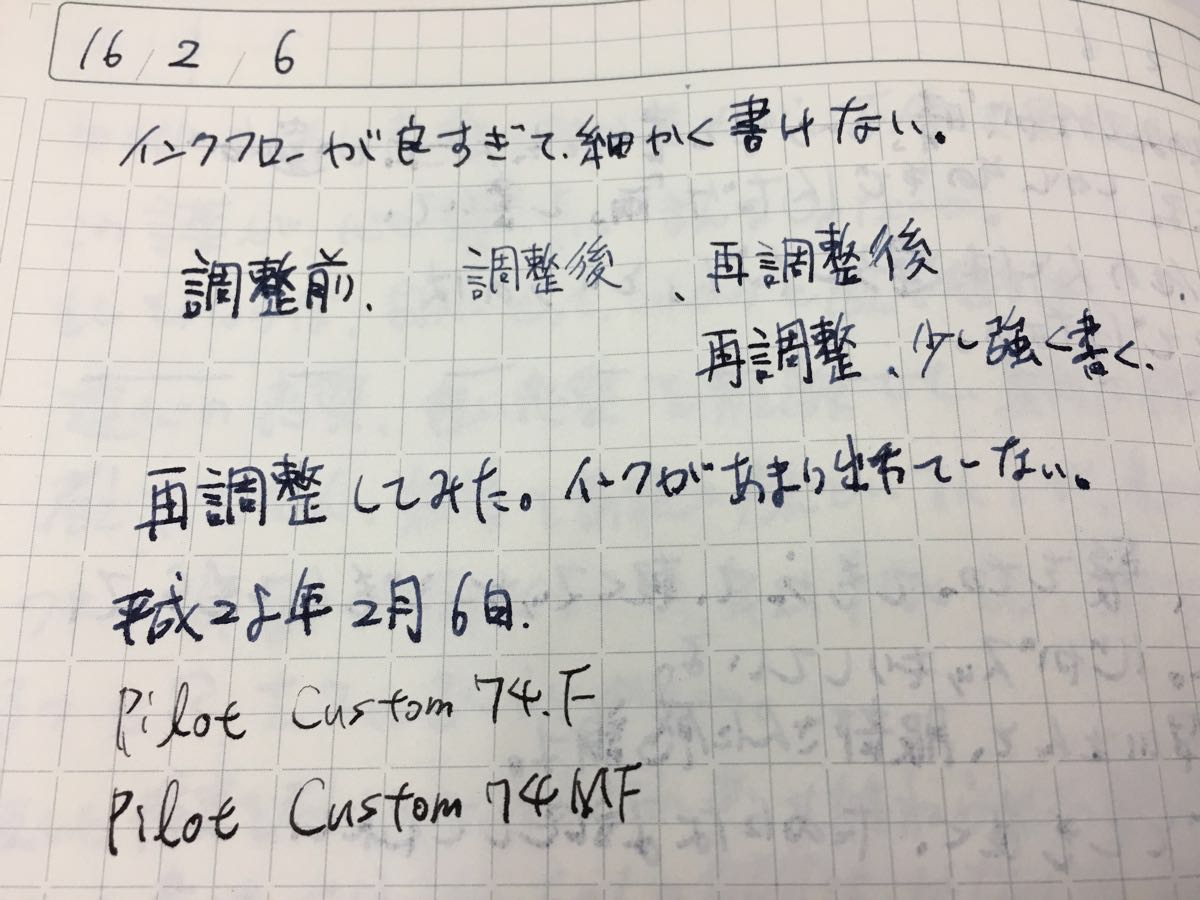 16/2/6
インクフローが良すぎて、細かく書けない。
調整前、 調整後、再調整後
再調整、少し強く書く、
再調整してみた。インクがあまり出ていない。
平成28年2月6日.
Pilot Custom 74.F
Pilot Custom 74 MF